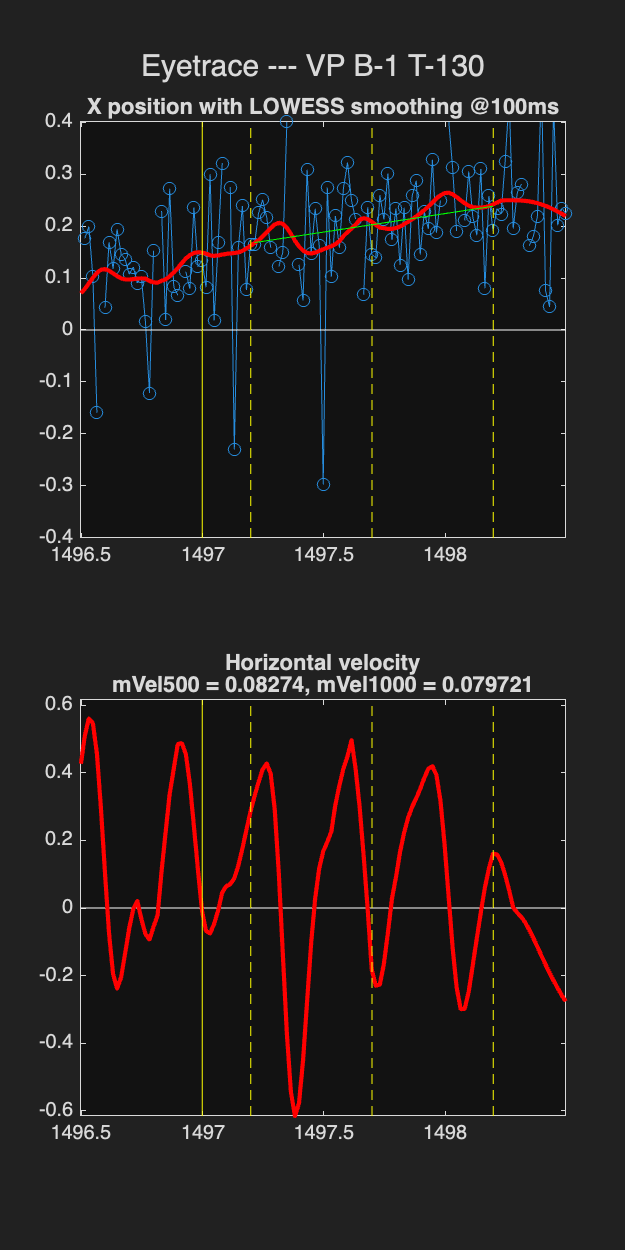 Eyetrace --- VP B-1 T-130
X position with LOWESS smoothing @100ms
0.4
0.3
0.2
0.1
0
-0.1
-0.2
-0.3
-0.4
1496.5 1497 1497.5 1498
Horizontal velocity
mVel500 = 0.08274, mVel1000 = 0.079721
0.6
0.4
0.2
0
-0.2
-0.4
-0.6
1496.5 1497 1497.5 1498